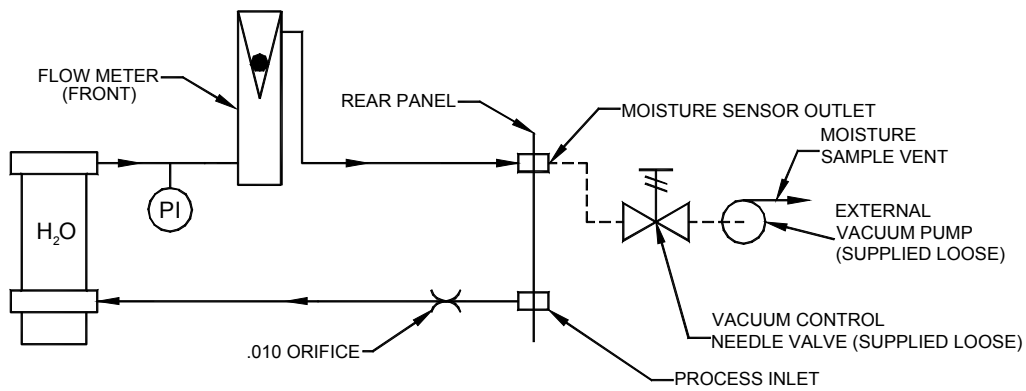 FLOW METER
(FRONT)
REAR PANEL
MOISTURE SENSOR OUTLET
MOISTURE
SAMPLE VENT
PI
H₂O
EXTERNAL
VACUUM PUMP
(SUPPLIED LOOSE)
VACUUM CONTROL
NEEDLE VALVE (SUPPLIED LOOSE)
.010 ORIFICE
PROCESS INLET